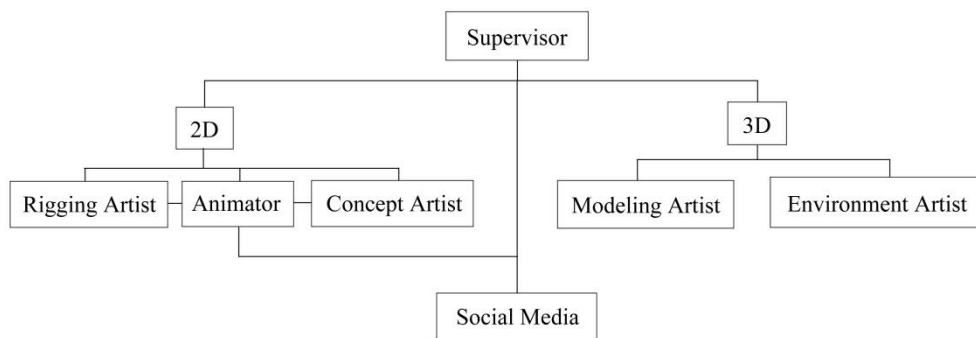 Supervisor
2D
3D
Rigging Artist
Animator
Concept Artist
Modeling Artist
Environment Artist
Social Media